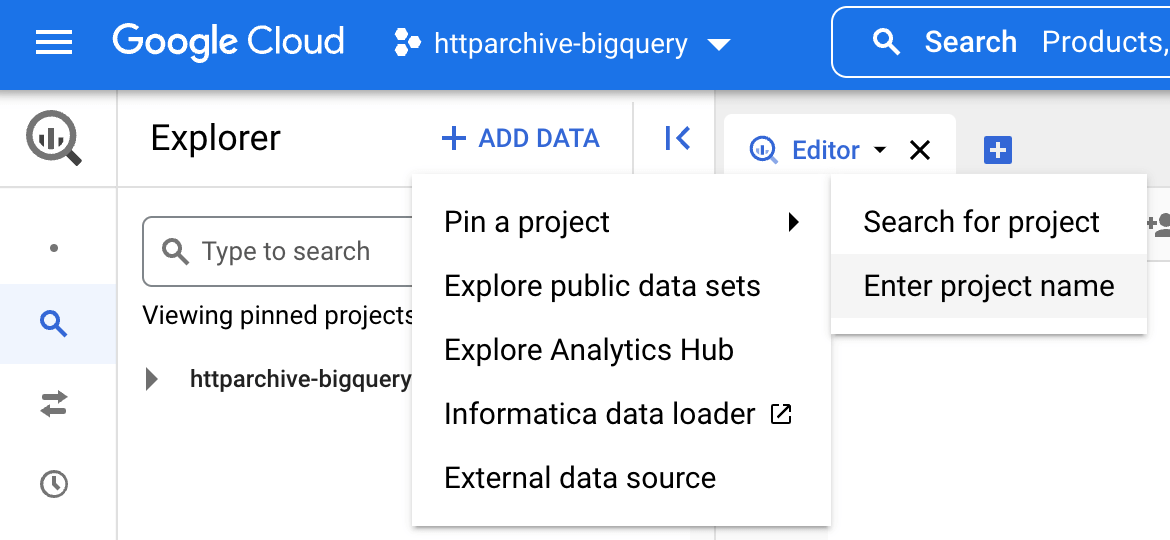 Google Cloud
httparchive-bigquery
Search Products,
Explorer
ADD DATA
Editor
Type to search
Viewing pinned projects
httparchive-bigquery
Pin a project
Explore public data sets
Explore Analytics Hub
Informatica data loader
External data source
Search for project
Enter project name